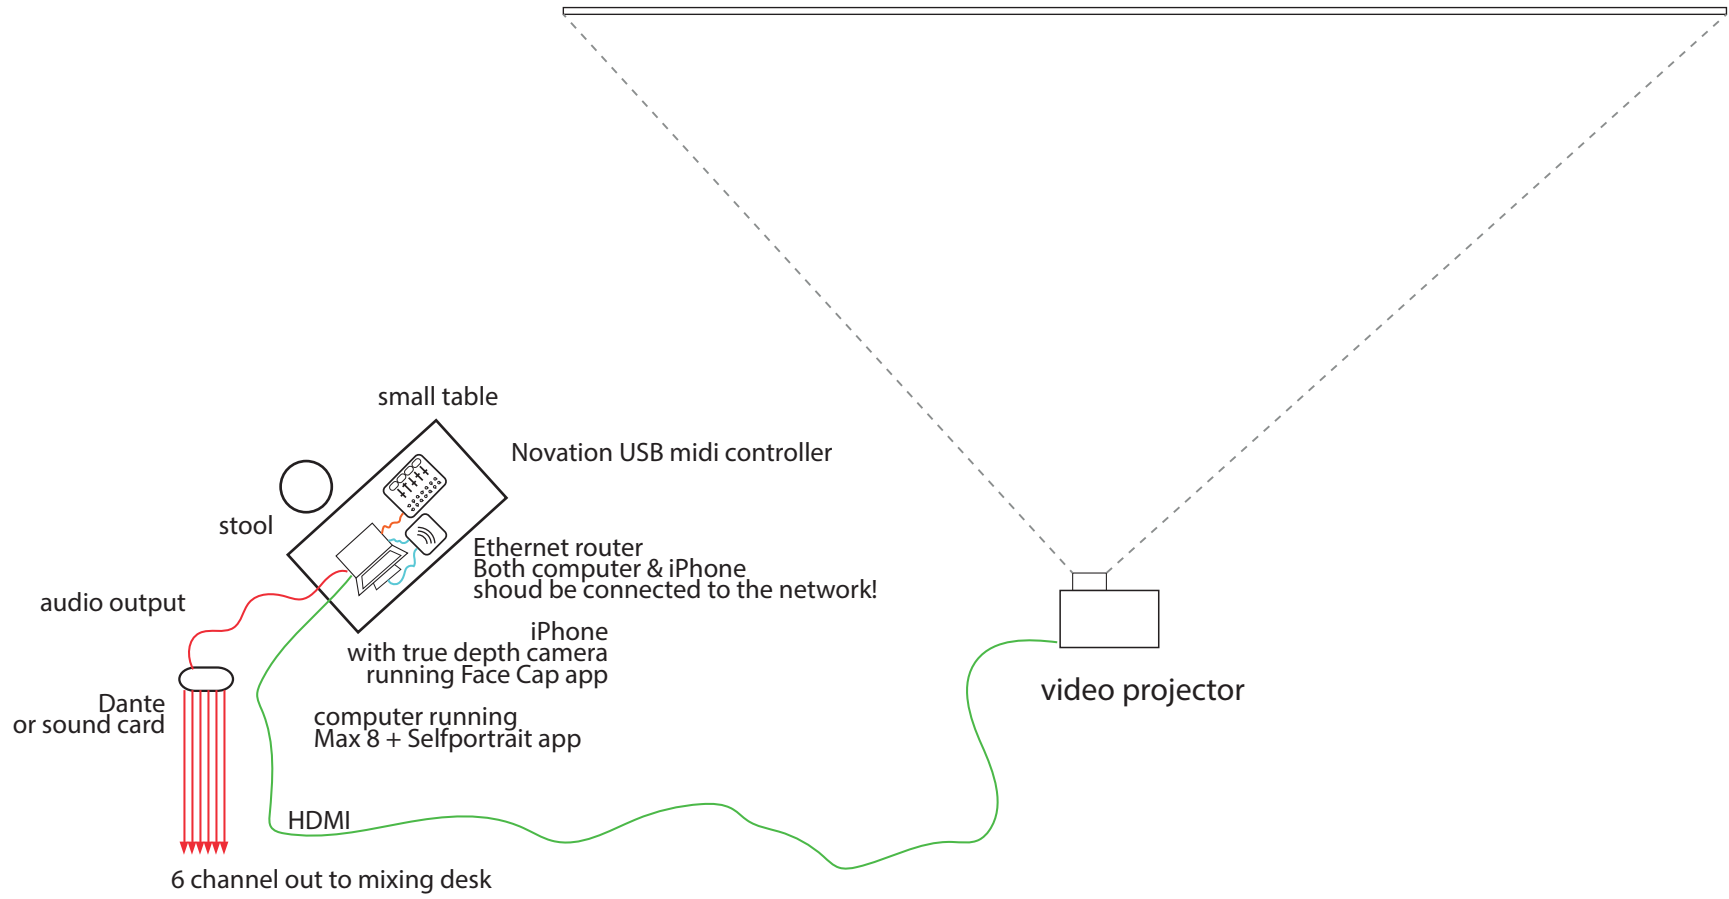 small table
Novation USB midi controller
stool
Ethernet router
Both computer & iPhone
shoud be connected to the network!
audio output
iPhone
with true depth camera
running Face Cap app
video projector
Dante
or sound card
computer running
Max 8 + Selfportrait app
HDMI
6 channel out to mixing desk